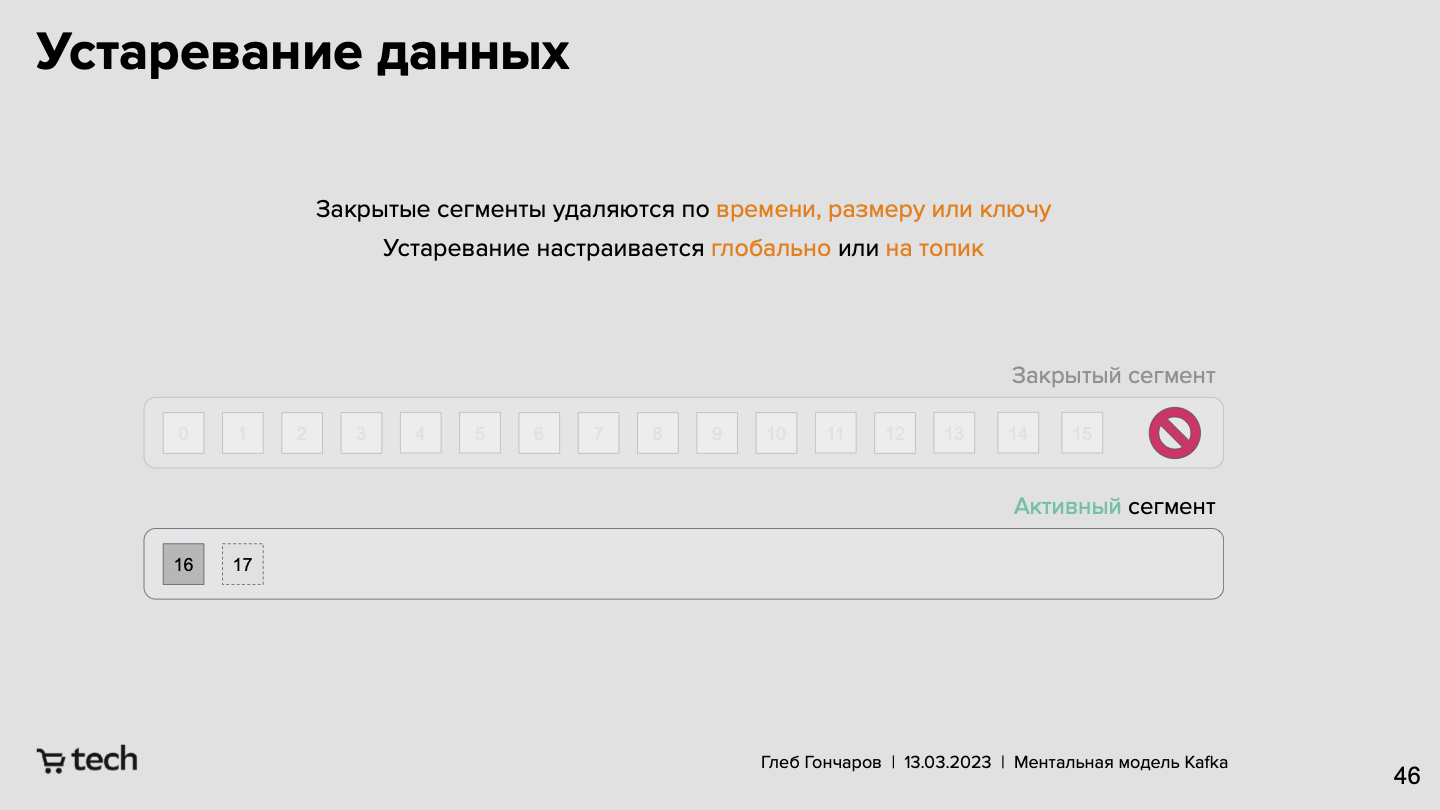 Устаревание данных
Закрытые сегменты удаляются по времени, размеру или ключу
Устаревание настраивается глобально или на топик
Закрытый сегмент
0 1 2 3 4 5 6 7 8 9 10 11 12 13 14 15
Активный сегмент
16 17
tech
Глеб Гончаров | 13.03.2023 | Ментальная модель Kafka
46